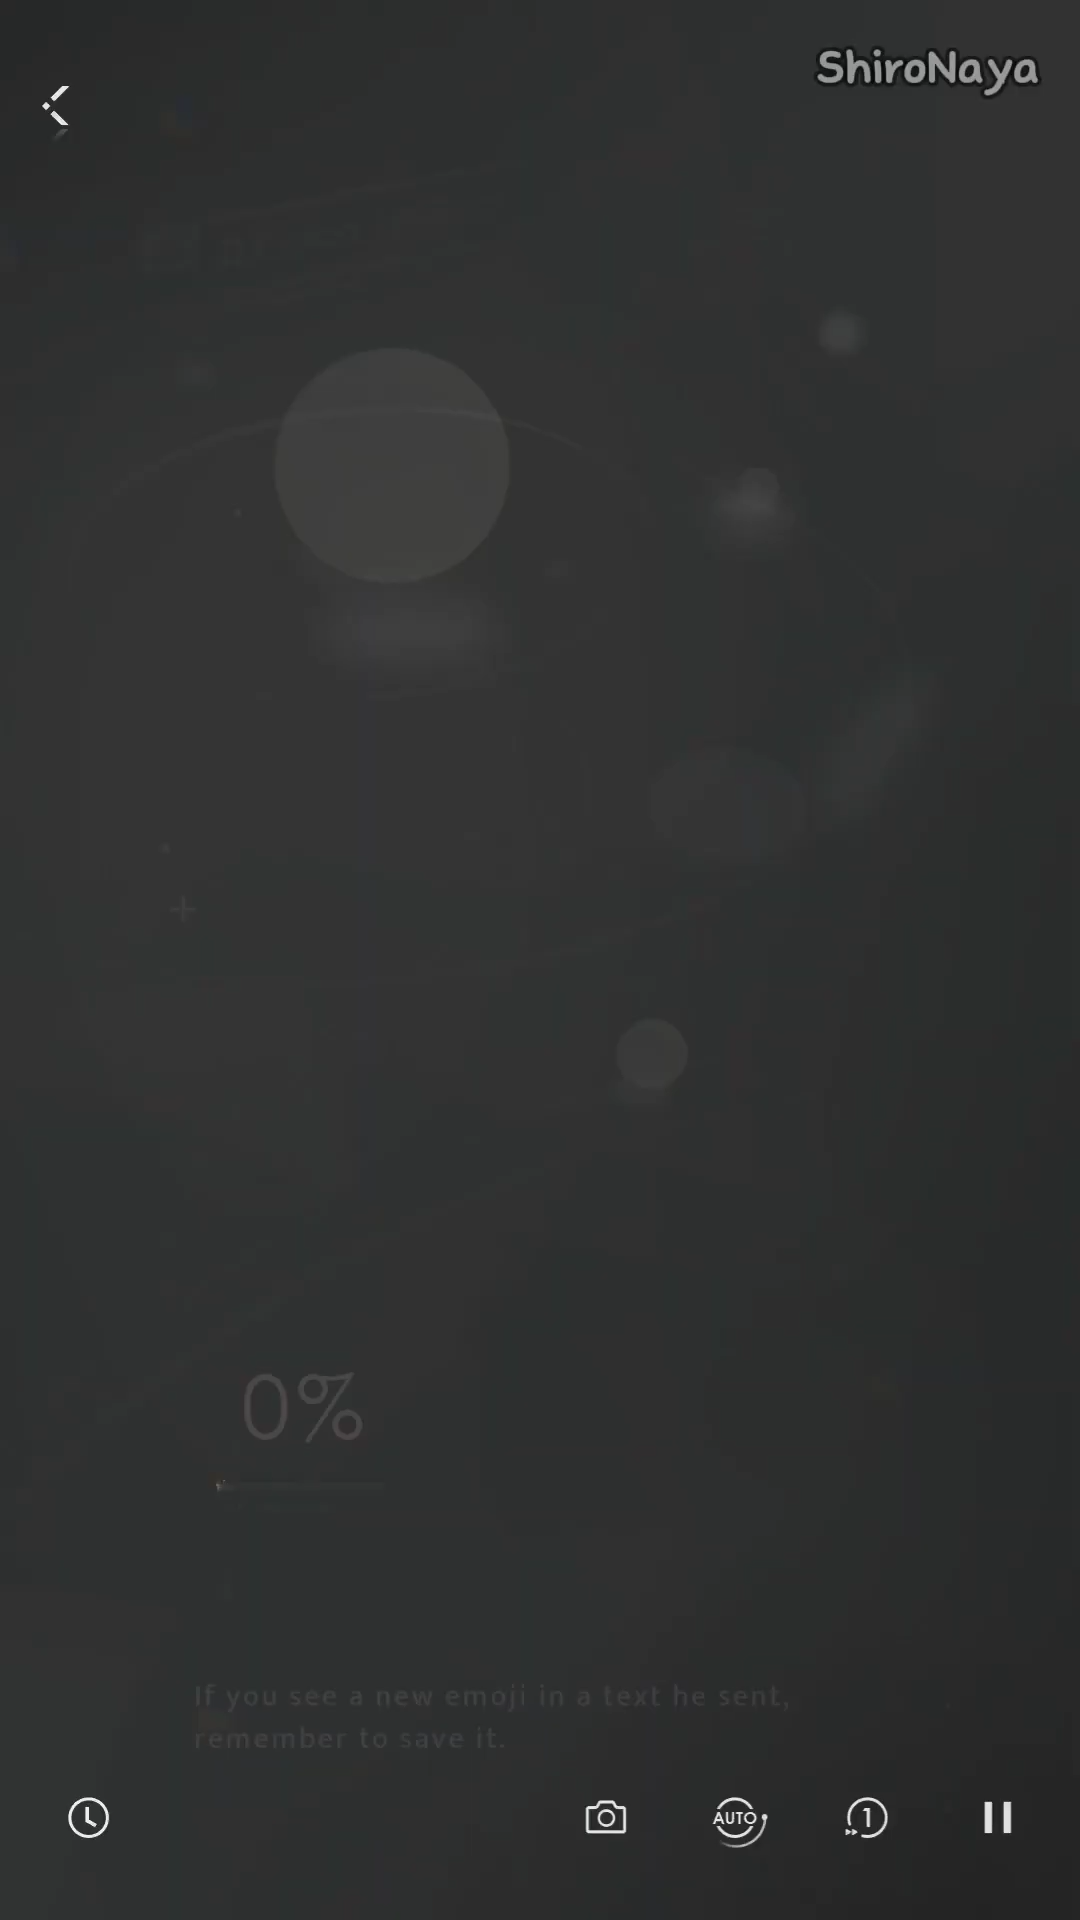 ShiroNaya
0%
If you see a new emoji in a text he sent,
remember to save it.
AUTO
1